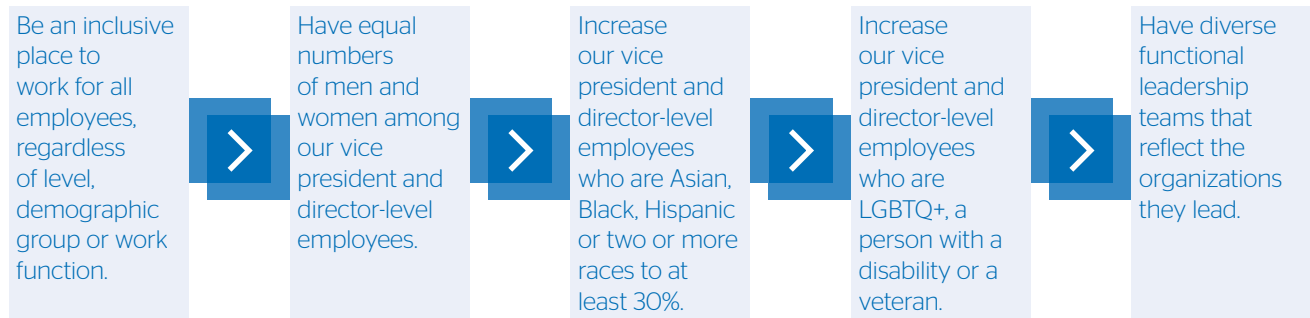 Be an inclusive
place to
work for all
employees,
regardless
of level,
demographic
group or work
function.
Have equal
numbers
of men and
women among
our vice
president and
director-level
employees.
Increase
our vice
president and
director-level
employees
who are Asian,
Black, Hispanic
or two or more
races to at
least 30%.
Increase
our vice
president and
director-level
employees
who are
LGBTQ+, a
person with a
disability or a
veteran.
Have diverse
functional
leadership
teams that
reflect the
organizations
they lead.